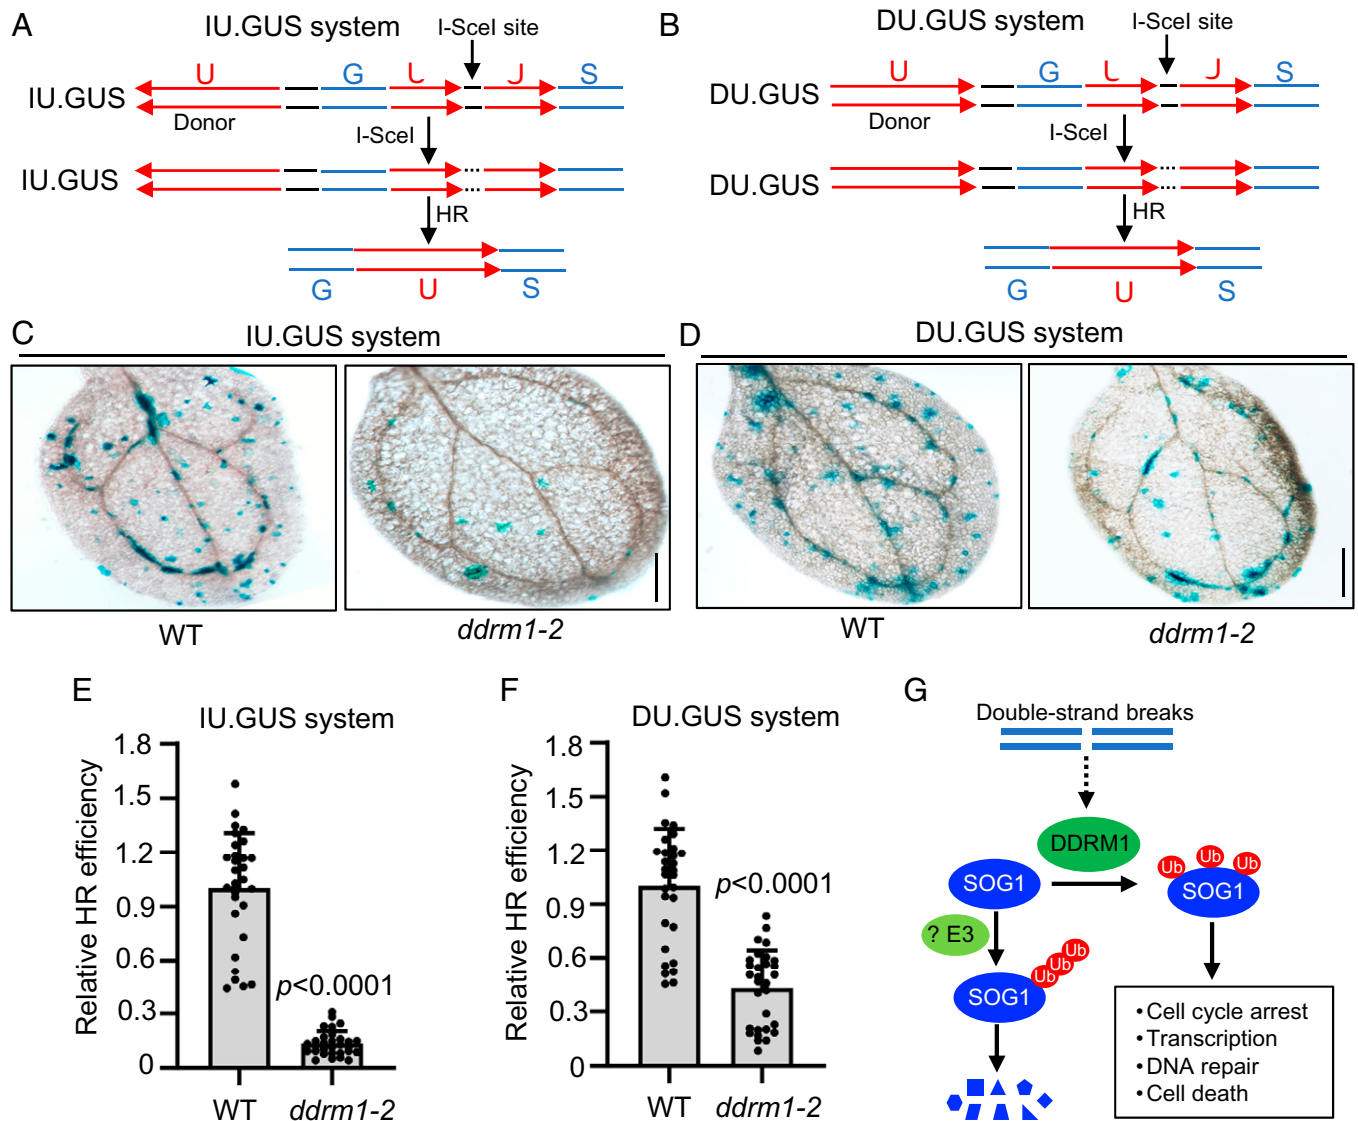 A
IU.GUS system
I-SceI site
U
G
U
U
S
IU.GUS
Donor
I-SceI
IU.GUS
HR
G
U
S
B
DU.GUS system
I-SceI site
U
G
U
U
S
DU.GUS
Donor
I-SceI
DU.GUS
HR
G
U
S
C
IU.GUS system
WT
ddrm1-2
D
DU.GUS system
WT
ddrm1-2
E
IU.GUS system
Relative HR efficiency
1.8
1.5
1.2
0.9
0.6
0.3
0
p<0.0001
WT
ddrm1-2
F
DU.GUS system
Relative HR efficiency
1.8
1.5
1.2
0.9
0.6
0.3
0
p<0.0001
WT
ddrm1-2
G
Double-strand breaks
DDRM1
SOG1
Ub
Ub
Ub
SOG1
? E3
Ub
Ub
Ub
SOG1
•Cell cycle arrest
•Transcription
•DNA repair
•Cell death